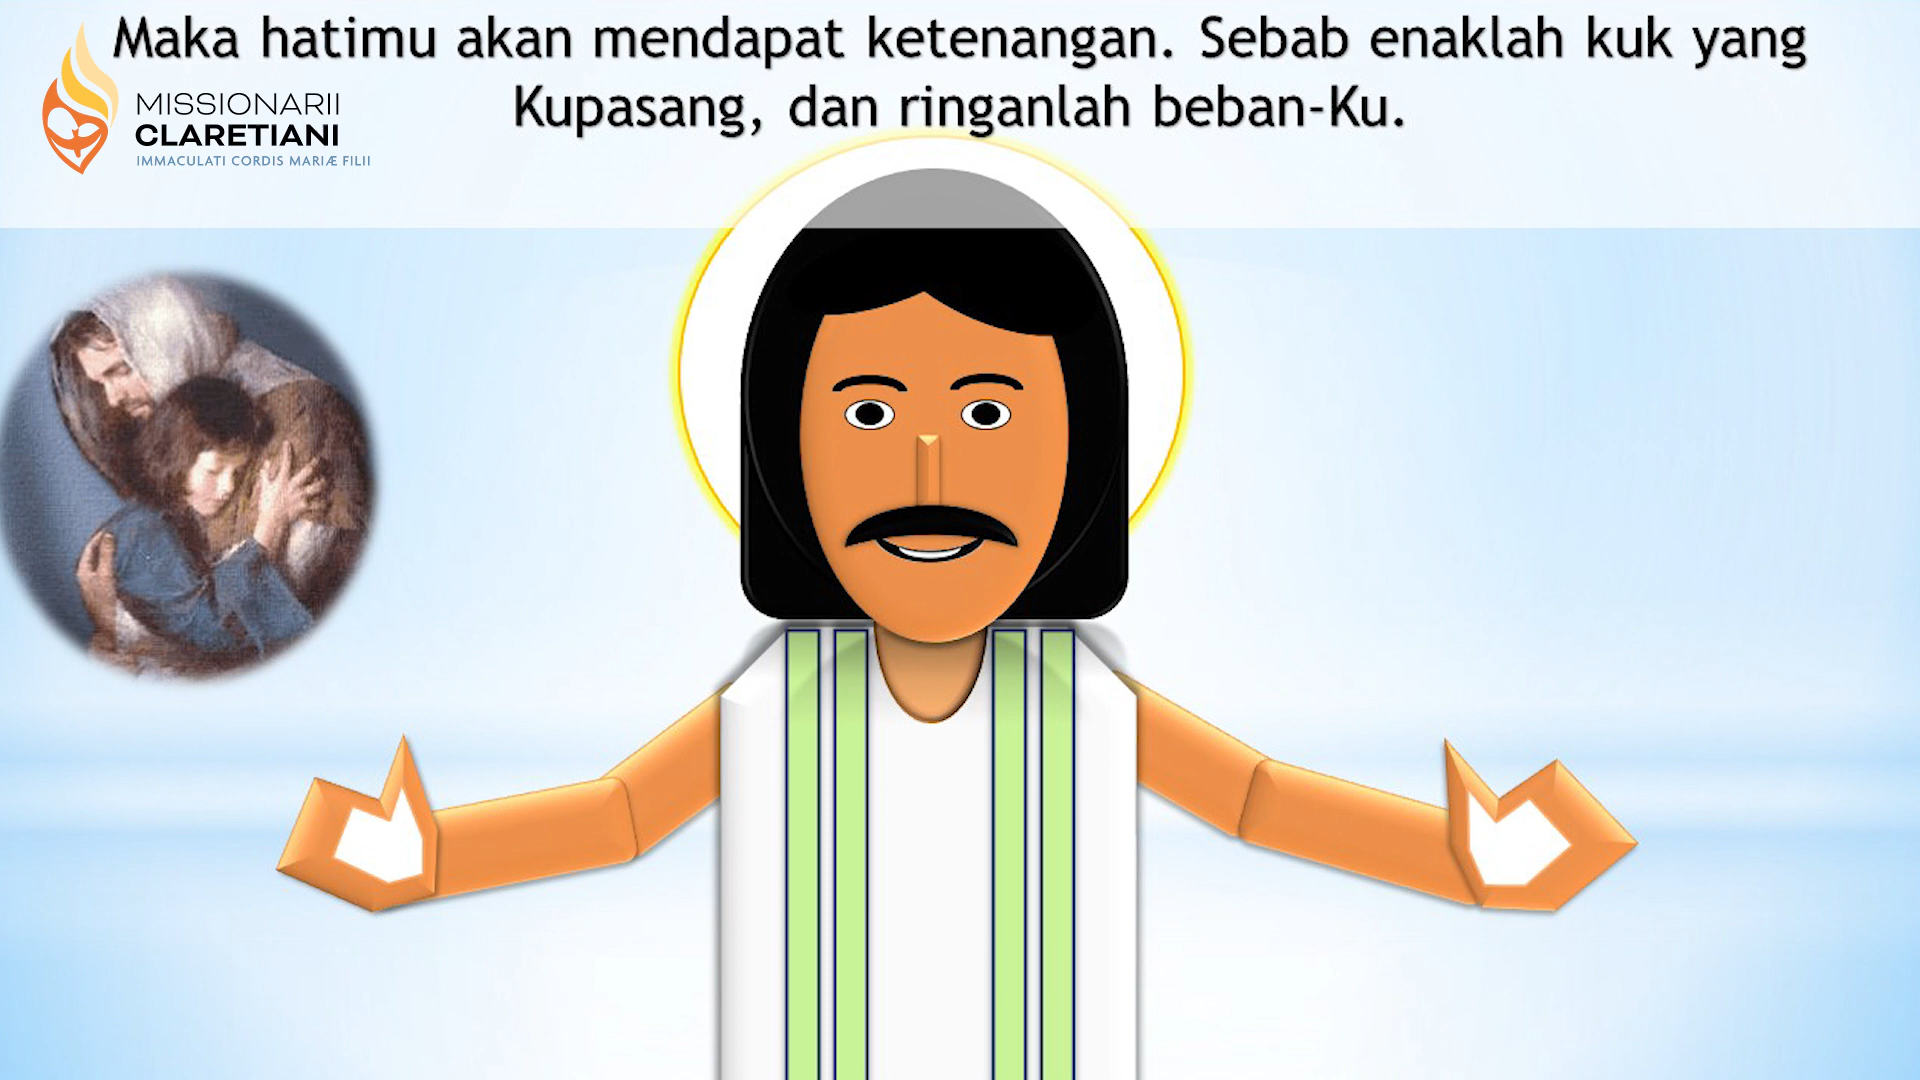 Maka hatimu akan mendapat ketenangan. Sebab enaklah kuk yang
Kupasang, dan ringanlah beban-Ku.
MISSIONARII
CLARETIANI
IMMACULATI CORDIS MARIÆ FILII